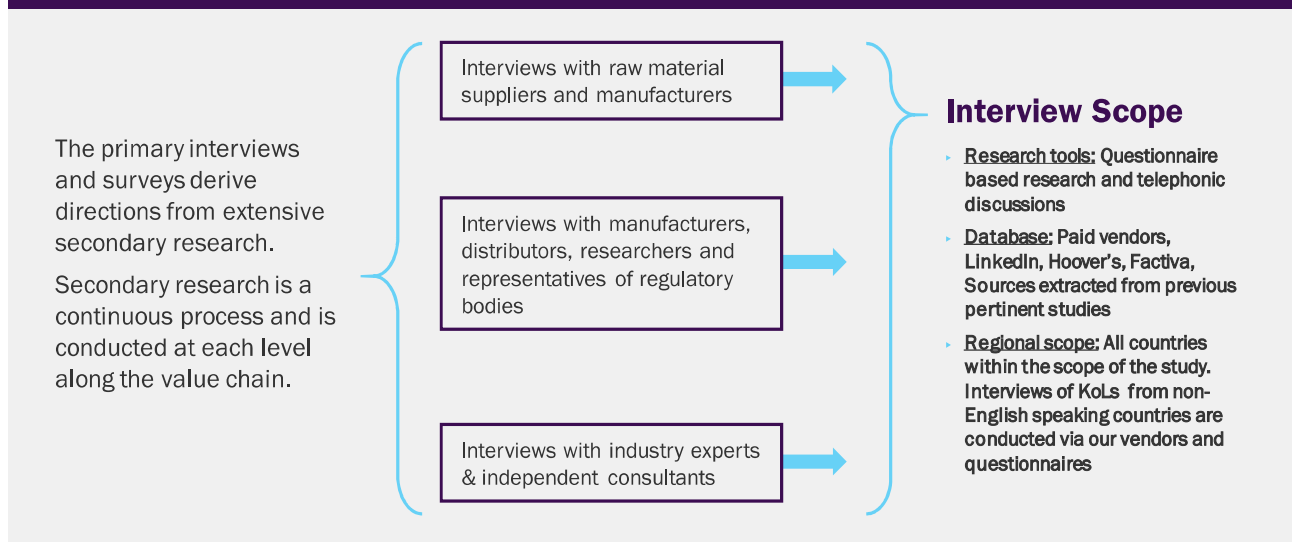 The primary interviews
and surveys derive
directions from extensive
secondary research.
Secondary research is a
continuous process and is
conducted at each level
along the value chain.
Interviews with raw material
suppliers and manufacturers
Interviews with manufacturers,
distributors, researchers and
representatives of regulatory
bodies
Interviews with industry experts
& independent consultants
Interview Scope
Research tools: Questionnaire
based research and telephonic
discussions
Database: Paid vendors,
LinkedIn, Hoover's, Factiva,
Sources extracted from previous
pertinent studies
Regional scope: All countries
within the scope of the study.
Interviews of KoLs from non-
English speaking countries are
conducted via our vendors and
questionnaires